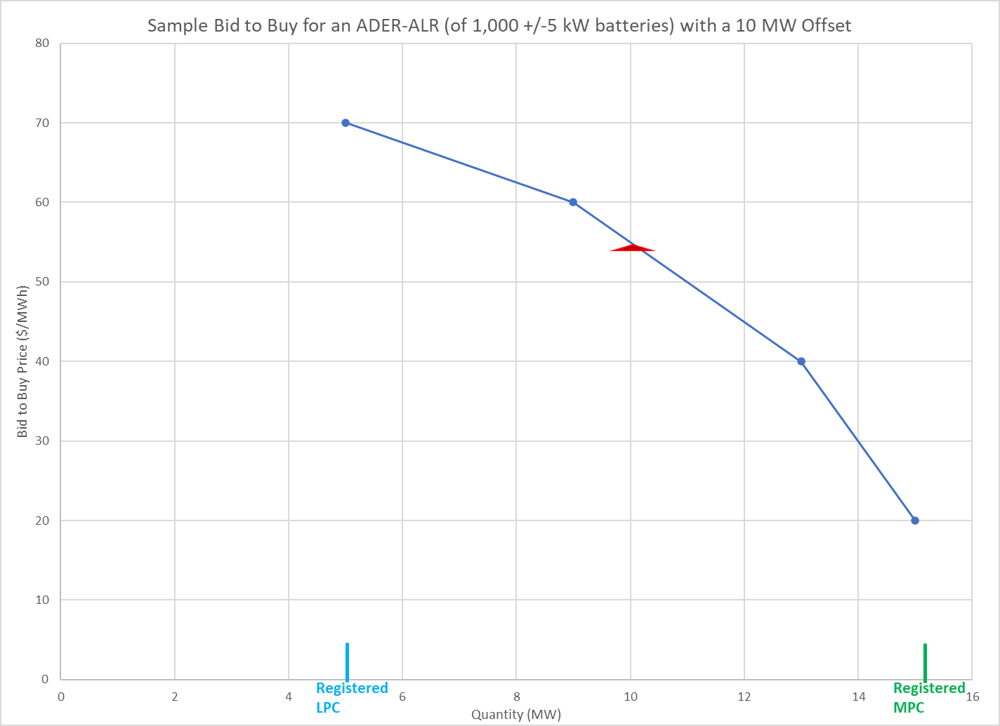 Sample Bid to Buy for an ADER-ALR (of 1,000 +/-5 kW batteries) with a 10 MW Offset
80
70
60
50
40
30
20
10
0
Bid to Buy Price ($/MWh)
0
2
4
6
8
10
12
14
16
Registered
LPC
Registered
MPC
Quantity (MW)